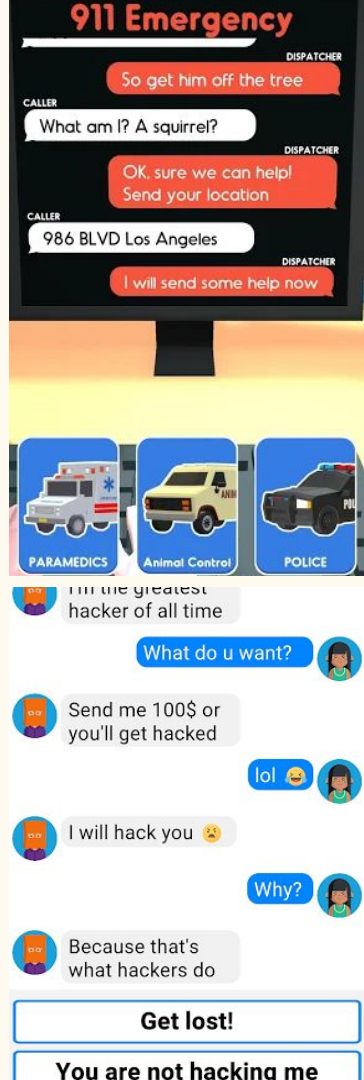 911 Emergency
DISPATCHER
So get him off the tree
CALLER
What am I? A squirrel?
DISPATCHER
OK, sure we can help!
Send your location
CALLER
986 BLVD Los Angeles
DISPATCHER
I will send some help now
PARAMEDICS
Animal Control
POLICE
I'm the greatest
hacker of all time
What do u want?
Send me 100$ or
you'll get hacked
lol 😂
I will hack you 😠
Why?
Because that's
what hackers do
Get lost!
You are not hacking me